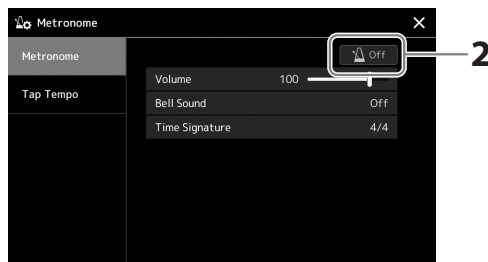 Metronome
Metronome
Off
2
Volume 100
Tap Tempo
Bell Sound Off
Time Signature 4/4